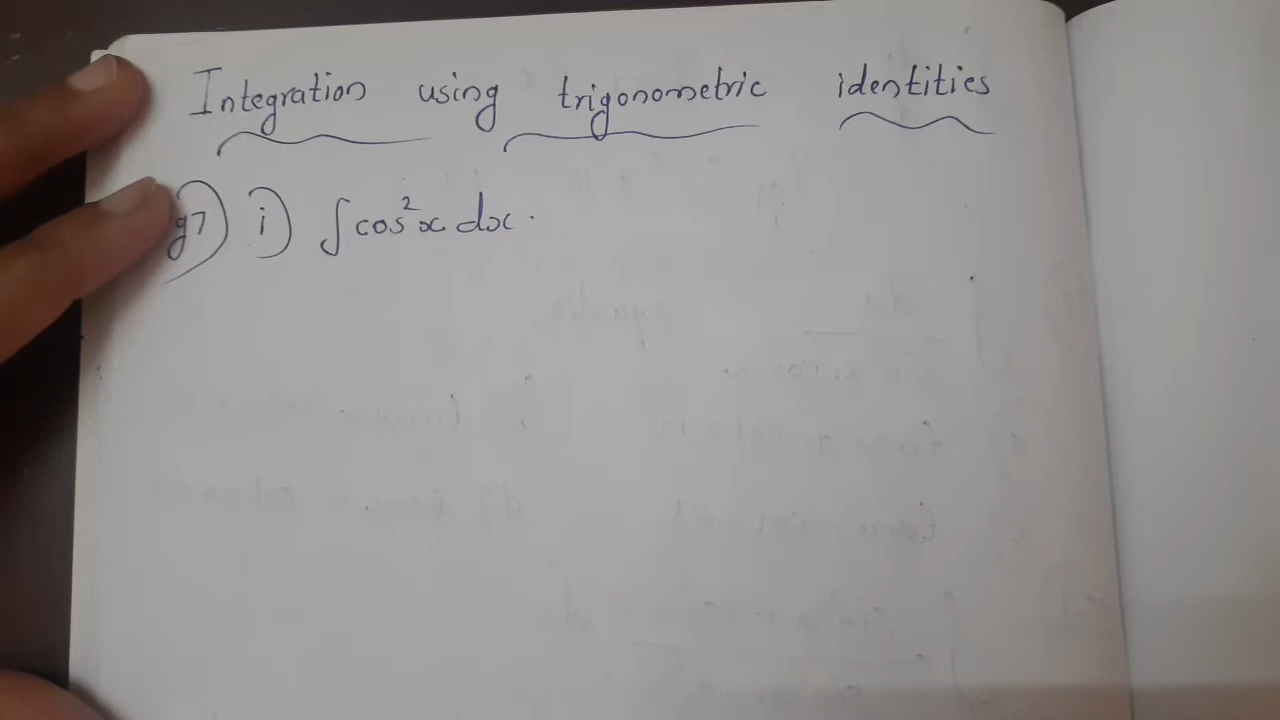 Integration using trigonometric identities
g7) i) ∫cos²x dx.